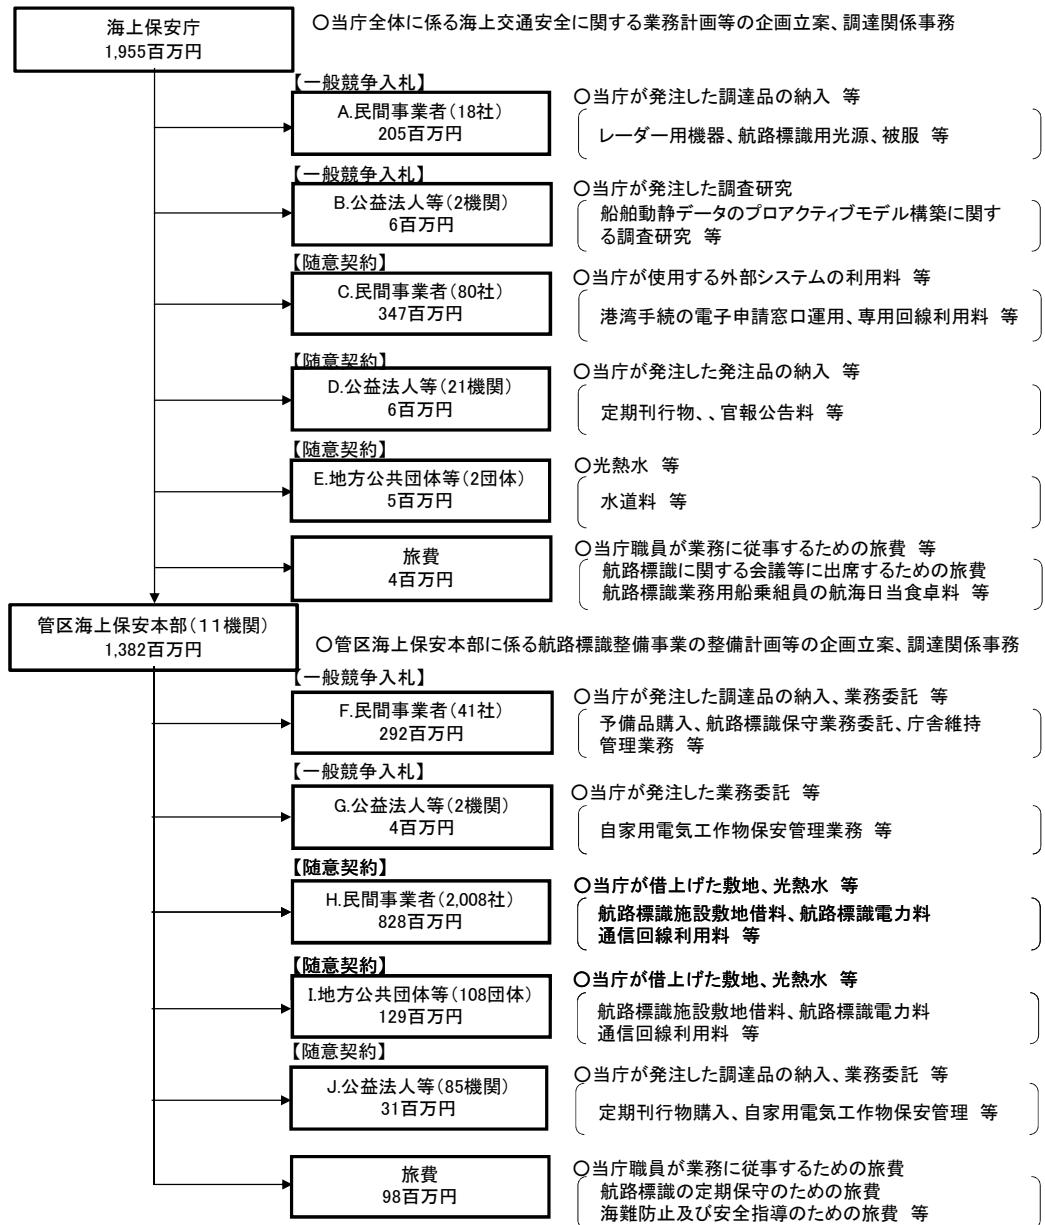 海上保安庁
1,955百万円
○当庁全体に係る海上交通安全に関する業務計画等の企画立案、調達関係事務
【一般競争入札】
A.民間事業者(18社)
205百万円
○当庁が発注した調達品の納入　等
レーダー用機器、航路標識用光源、被服　等
【一般競争入札】
B.公益法人等(2機関)
6百万円
○当庁が発注した調査研究
船舶動静データのプロアクティブモデル構築に関す
る調査研究　等
【随意契約】
C.民間事業者(80社)
347百万円
○当庁が使用する外部システムの利用料　等
港湾手続の電子申請窓口運用、専用回線利用料　等
【随意契約】
D.公益法人等(21機関)
6百万円
○当庁が発注した発注品の納入　等
定期刊行物、、官報公告料　等
【随意契約】
E.地方公共団体等(2団体)
5百万円
○光熱水　等
水道料　等
旅費
4百万円
○当庁職員が業務に従事するための旅費　等
航路標識に関する会議等に出席するための旅費
航路標識業務用船乗組員の航海日当食卓料　等
管区海上保安本部(11機関)
1,382百万円
○管区海上保安本部に係る航路標識整備事業の整備計画等の企画立案、調達関係事務
【一般競争入札】
F.民間事業者(41社)
292百万円
○当庁が発注した調達品の納入、業務委託　等
予備品購入、航路標識保守業務委託、庁舎維持
管理業務　等
【一般競争入札】
G.公益法人等(2機関)
4百万円
○当庁が発注した業務委託　等
自家用電気工作物保安管理業務　等
【随意契約】
H.民間事業者(2,008社)
828百万円
○当庁が借上げた敷地、光熱水　等
航路標識施設敷地借料、航路標識電力料
通信回線利用料　等
【随意契約】
I.地方公共団体等(108団体)
129百万円
○当庁が借上げた敷地、光熱水　等
航路標識施設敷地借料、航路標識電力料
通信回線利用料　等
【随意契約】
J.公益法人等(85機関)
31百万円
○当庁が発注した調達品の納入、業務委託　等
定期刊行物購入、自家用電気工作物保安管理　等
旅費
98百万円
○当庁職員が業務に従事するための旅費
航路標識の定期保守のための旅費
海難防止及び安全指導のための旅費　等